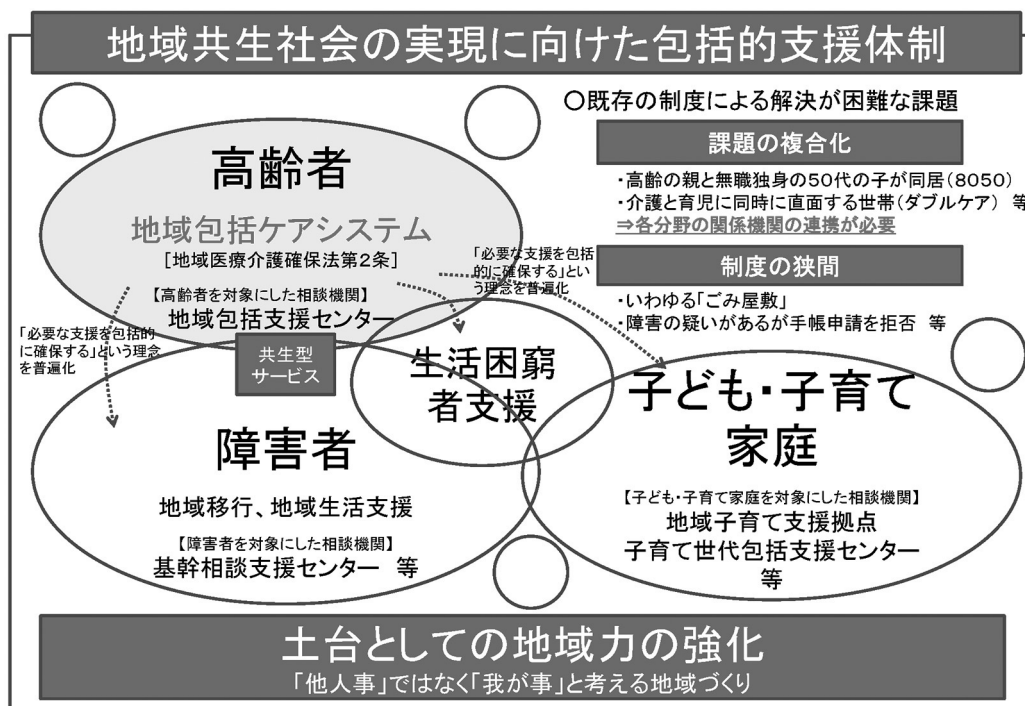 地域共生社会の実現に向けた包括的支援体制
○既存の制度による解決が困難な課題
課題の複合化
・高齢の親と無職独身の50代の子が同居(8050)
・介護と育児に同時に直面する世帯(ダブルケア) 等
⇒各分野の関係機関の連携が必要
制度の狭間
・いわゆる「ごみ屋敷」
・障害の疑いがあるが手帳申請を拒否 等
高齢者
地域包括ケアシステム
[地域医療介護確保法第2条]
【高齢者を対象にした相談機関】
地域包括支援センター
「必要な支援を包括
的に確保する」とい
う理念を普遍化
「必要な支援を包括的
に確保する」という理念
を普遍化
共生型
サービス
生活困窮
者支援
障害者
地域移行、地域生活支援
【障害者を対象にした相談機関】
基幹相談支援センター 等
子ども・子育て
家庭
【子ども・子育て家庭を対象にした相談機関】
地域子育て支援拠点
子育て世代包括支援センター
等
土台としての地域力の強化
「他人事」ではなく「我が事」と考える地域づくり